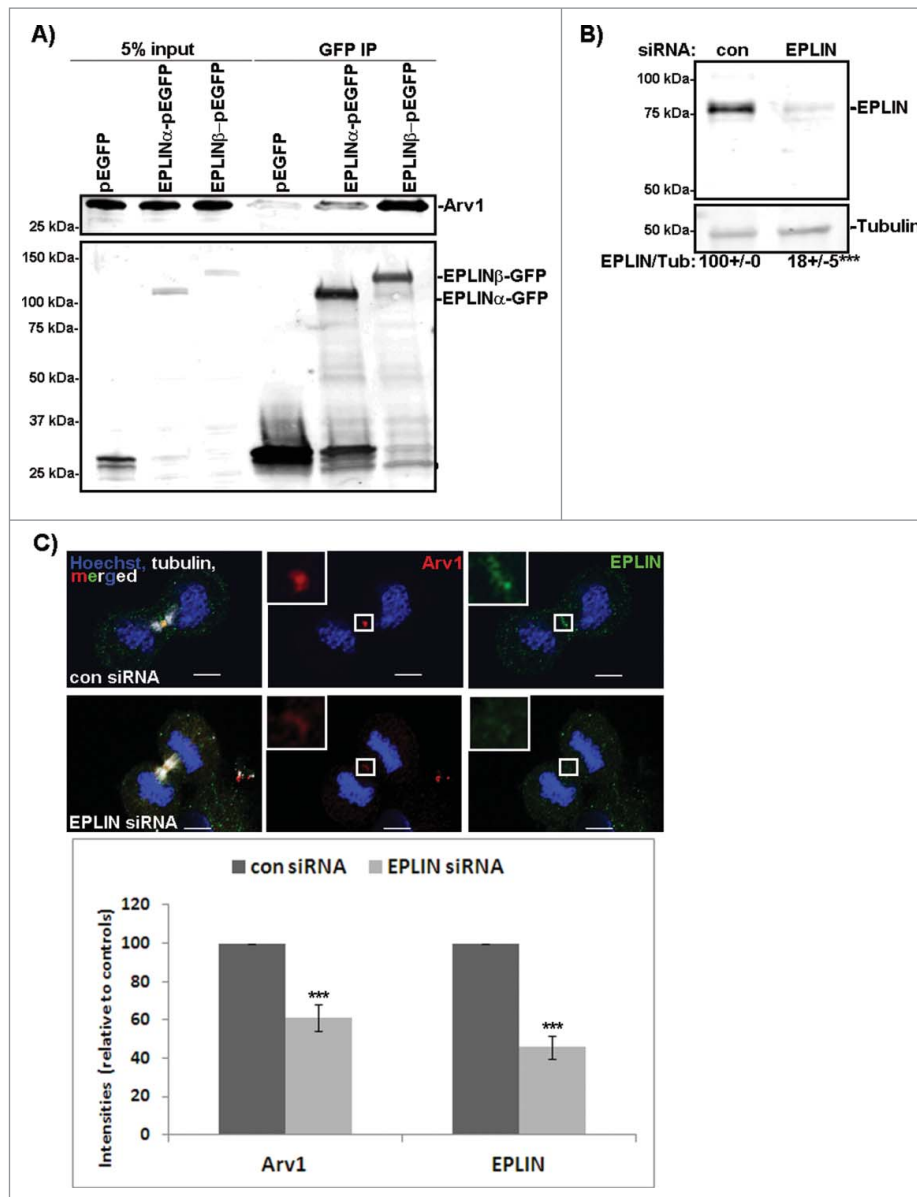 A)
5% input
GFP IP
pEGFP
EPLINα-pEGFP
EPLINβ-pEGFP
pEGFP
EPLINα-pEGFP
EPLINβ-pEGFP
-Arv1
25 kDa-
150 kDa-
100 kDa-
75 kDa-
50 kDa-
37 kDa-
25 kDa-
-EPLINβ-GFP
-EPLINα-GFP
B)
siRNA: con EPLIN
100 kDa-
75 kDa-
50 kDa-
-EPLIN
50 kDa-
-Tubulin
EPLIN/Tub: 100+/-0 18+/-5***
C)
Hoechst, tubulin,
merged
con siRNA
Arv1
EPLIN
EPLIN siRNA
con siRNA EPLIN siRNA
Intensities (relative to controls)
120
100
80
60
40
20
0
***
***
Arv1 EPLIN